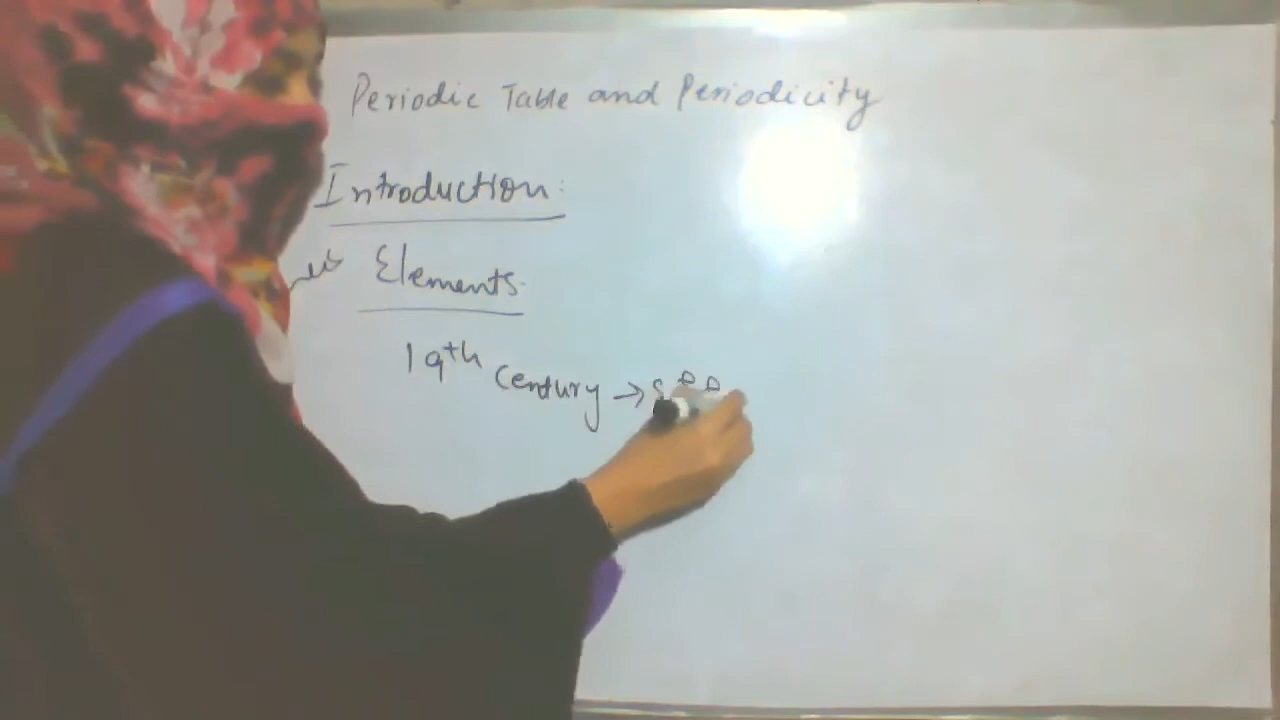 Periodic Table and Periodicity
Introduction:
Elements.
19th Century →